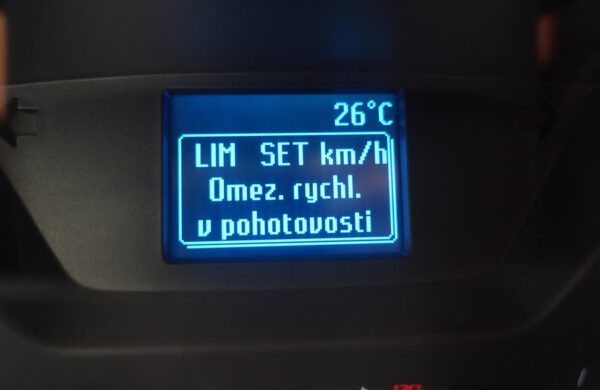 26°C
LIM SET km/h
Omez. rychl.
v pohotovosti